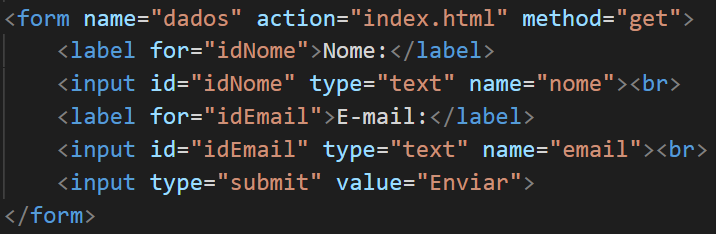 <form name="dados" action="index.html" method="get">
    <label for="idNome">Nome:</label>
    <input id="idNome" type="text" name="nome"><br>
    <label for="idEmail">E-mail:</label>
    <input id="idEmail" type="text" name="email"><br>
    <input type="submit" value="Enviar">
</form>